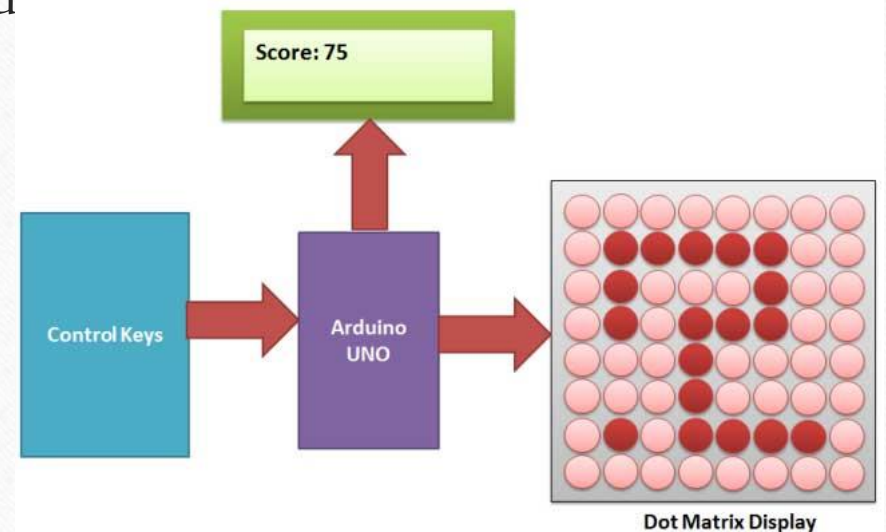 Score: 75
Control Keys
Arduino
UNO
Dot Matrix Display